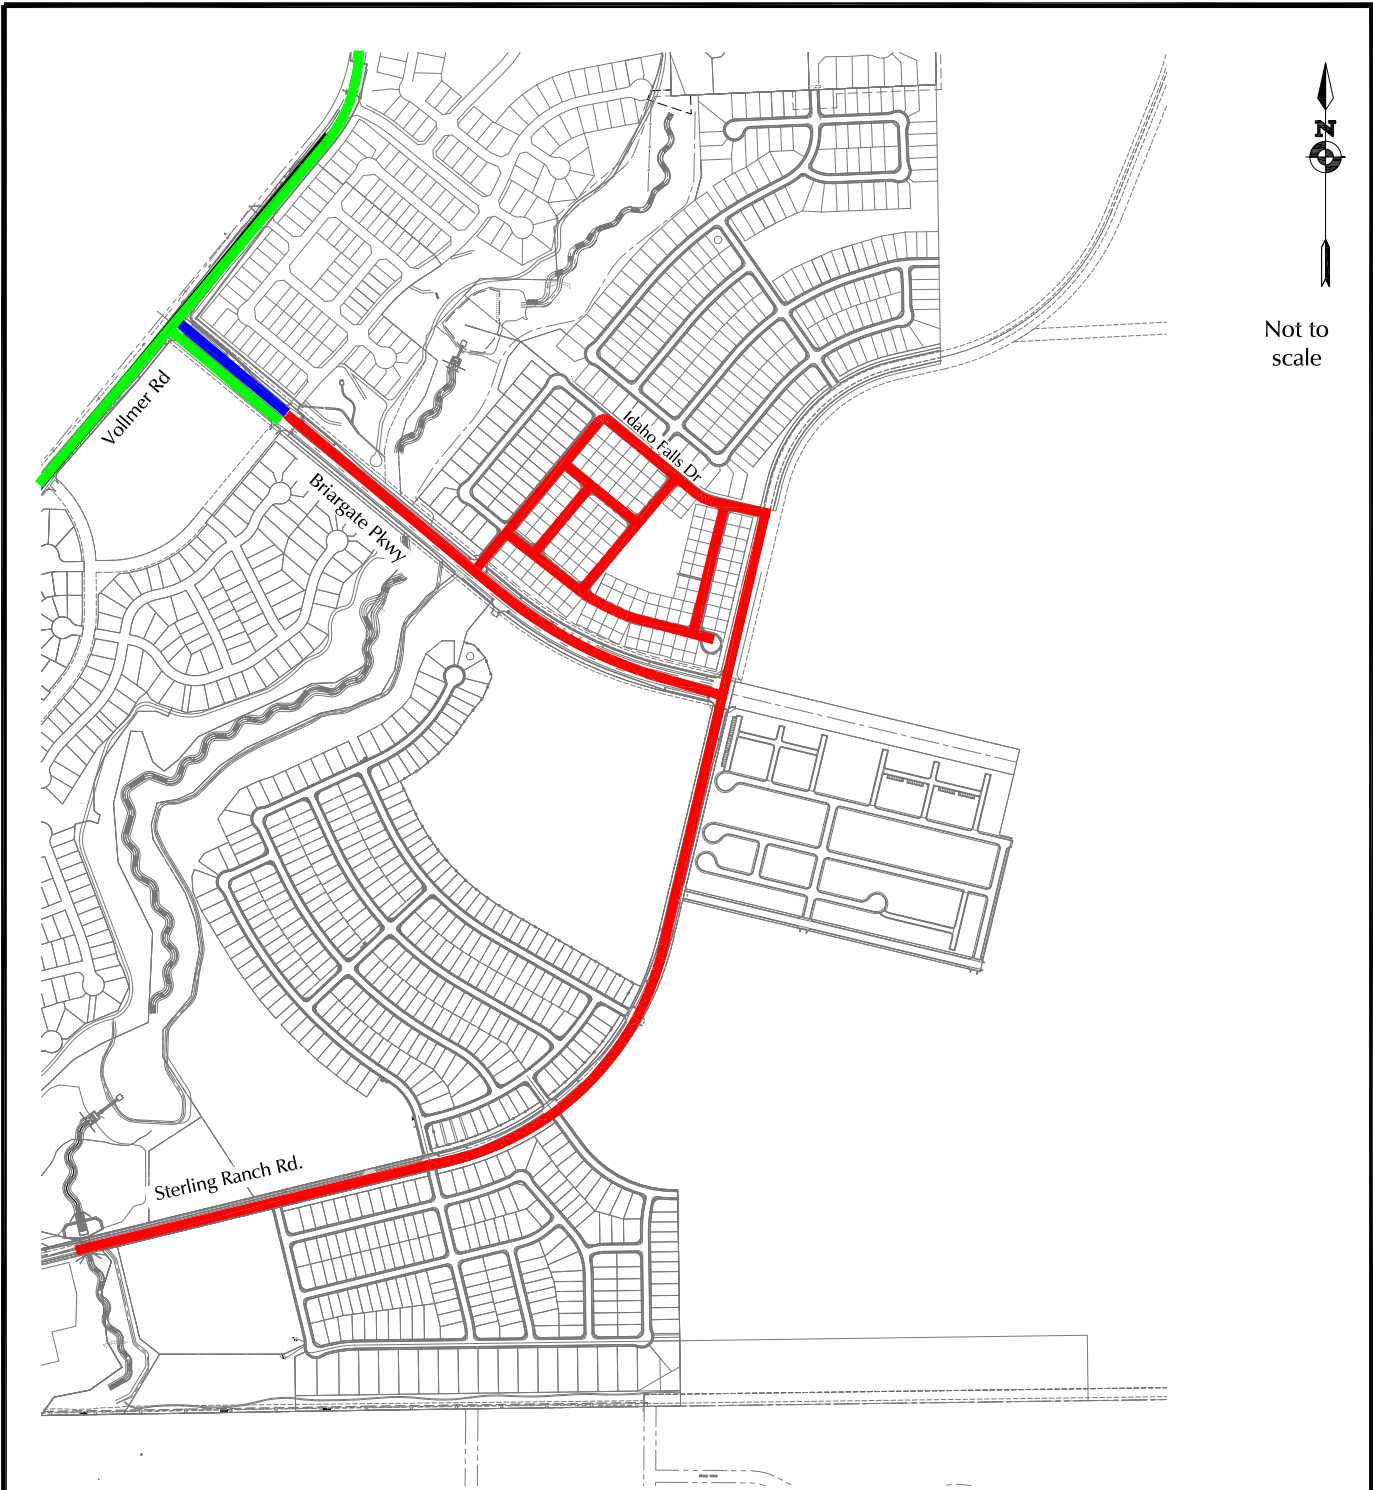 N
Not to
scale
Vollmer Rd
Idaho Falls Dr
Briargate Pkwy
Sterling Ranch Rd.